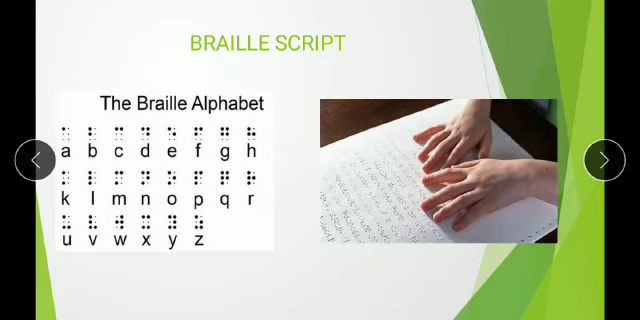 BRAILLE SCRIPT
The Braille Alphabet
a b c d e f g h
k l m n o p q r
u v w x y z